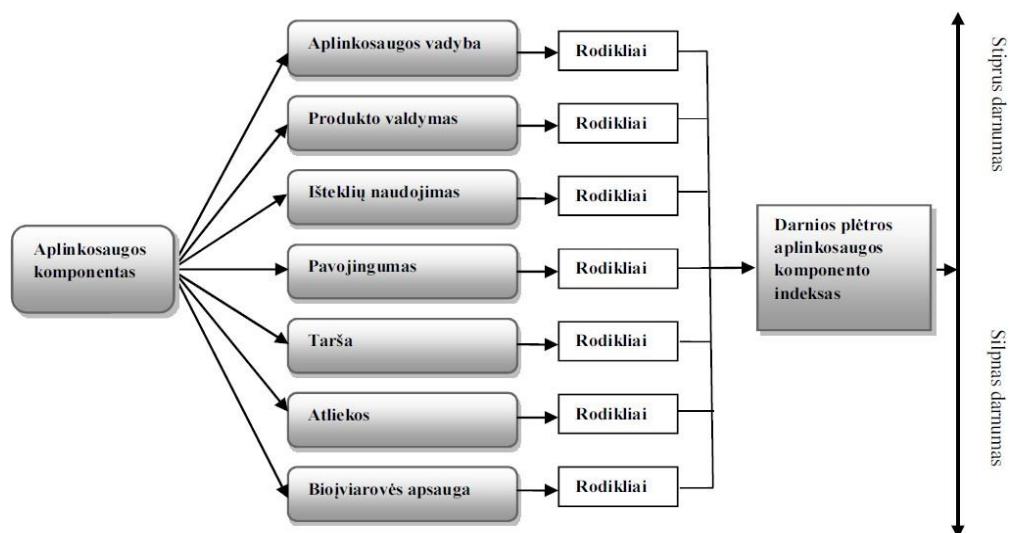 Aplinkosaugos vadyba
Rodikliai
Produkto valdymas
Rodikliai
Išteklių naudojimas
Rodikliai
Aplinkosaugos
komponentas
Pavojingumas
Rodikliai
Darnios plėtros
aplinkosaugos
komponento
indeksas
Tarša
Rodikliai
Atliekos
Rodikliai
Bioįviarovės apsauga
Rodikliai
Stiprus darnumas
Silpnas darnumas